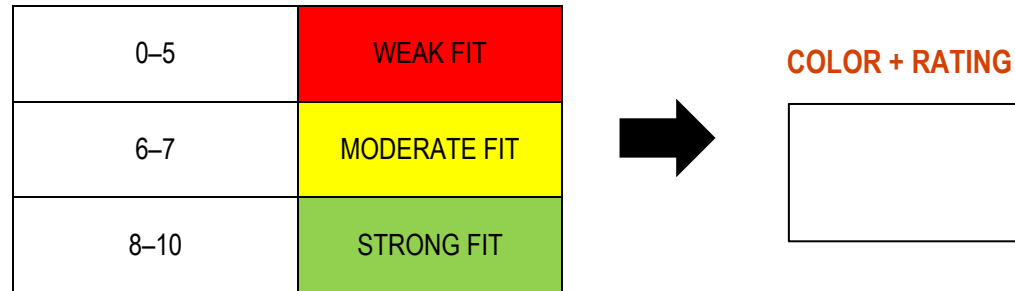 0–5 WEAK FIT
COLOR + RATING
6–7 MODERATE FIT
8–10 STRONG FIT